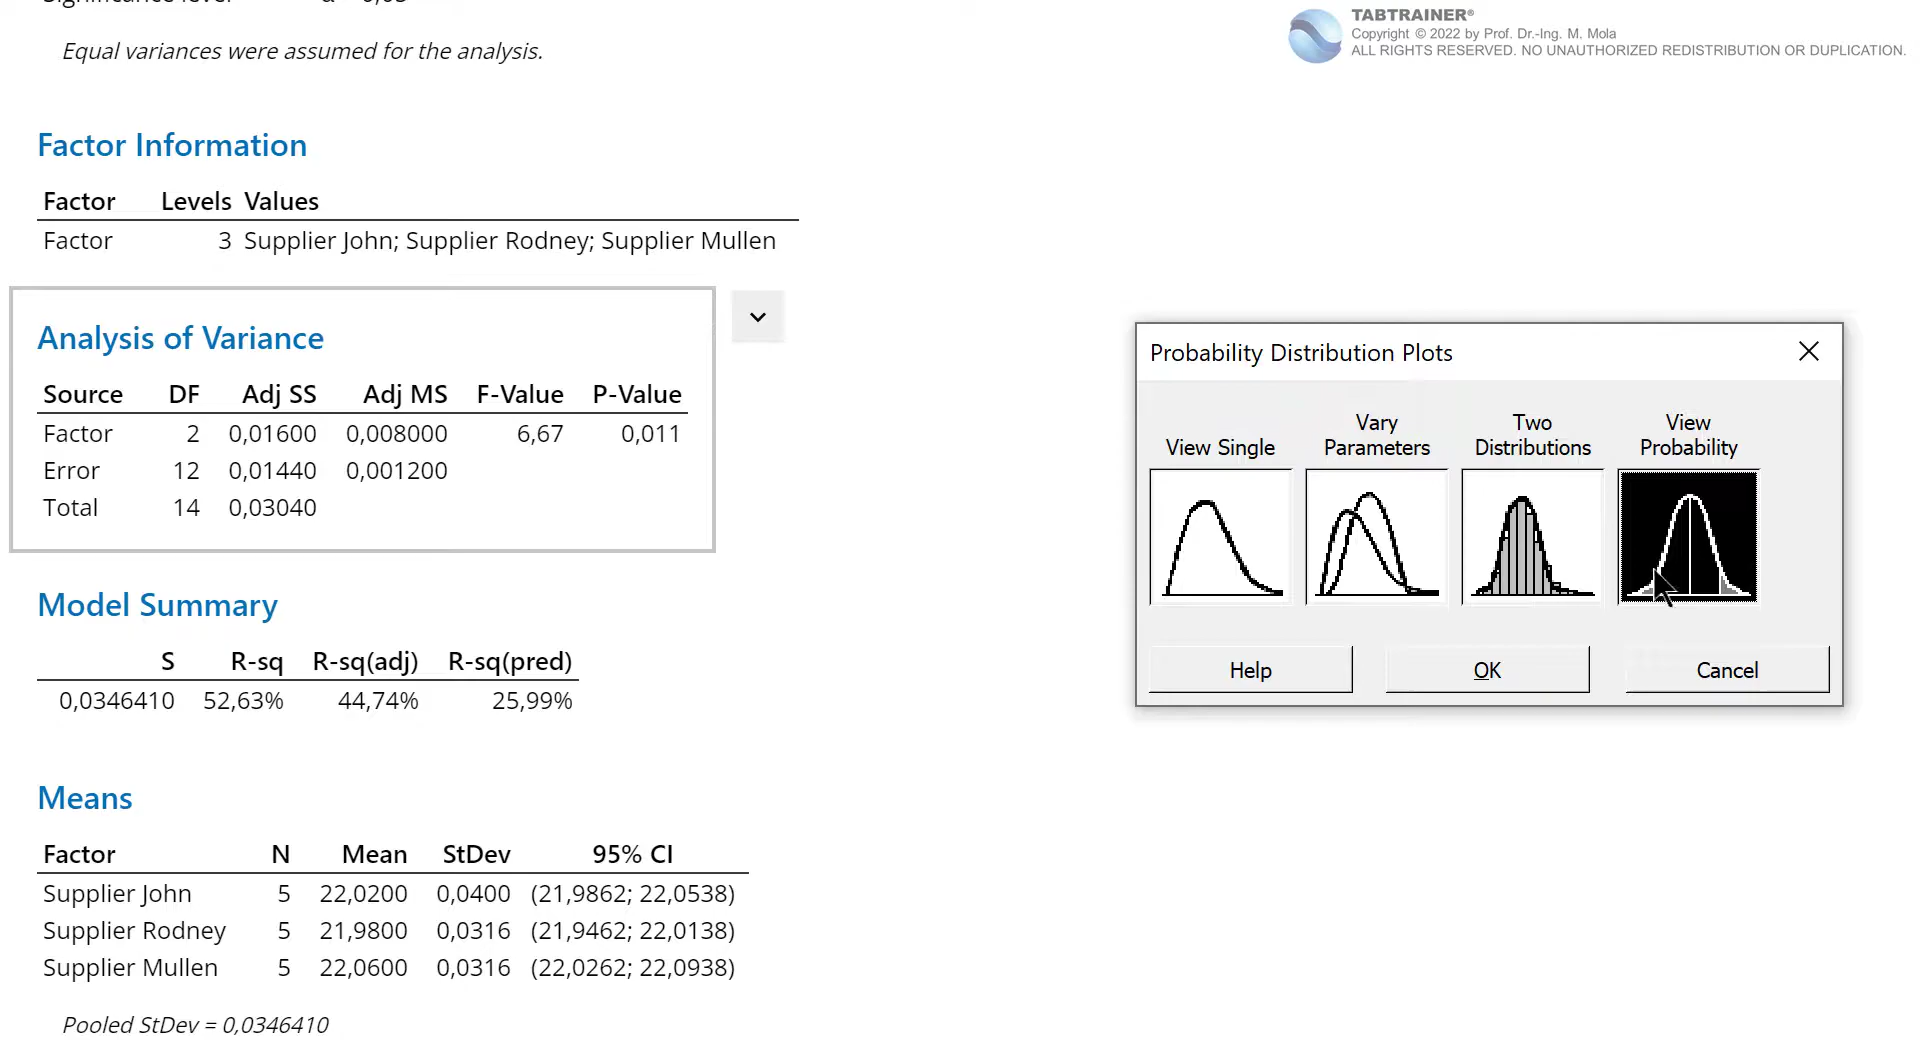 Significance level α = 0,05
Equal variances were assumed for the analysis.
TABTRAINER®
Copyright © 2022 by Prof. Dr.-Ing. M. Mola
ALL RIGHTS RESERVED. NO UNAUTHORIZED REDISTRIBUTION OR DUPLICATION.
Factor Information
Factor Levels Values
Factor 3 Supplier John; Supplier Rodney; Supplier Mullen
Analysis of Variance
Source DF Adj SS Adj MS F-Value P-Value
Factor 2 0,01600 0,008000 6,67 0,011
Error 12 0,01440 0,001200
Total 14 0,03040
Model Summary
S R-sq R-sq(adj) R-sq(pred)
0,0346410 52,63% 44,74% 25,99%
Means
Factor N Mean StDev 95% CI
Supplier John 5 22,0200 0,0400 (21,9862; 22,0538)
Supplier Rodney 5 21,9800 0,0316 (21,9462; 22,0138)
Supplier Mullen 5 22,0600 0,0316 (22,0262; 22,0938)
Pooled StDev = 0,0346410
Probability Distribution Plots
View Single
Vary
Parameters
Two
Distributions
View
Probability
Help OK Cancel